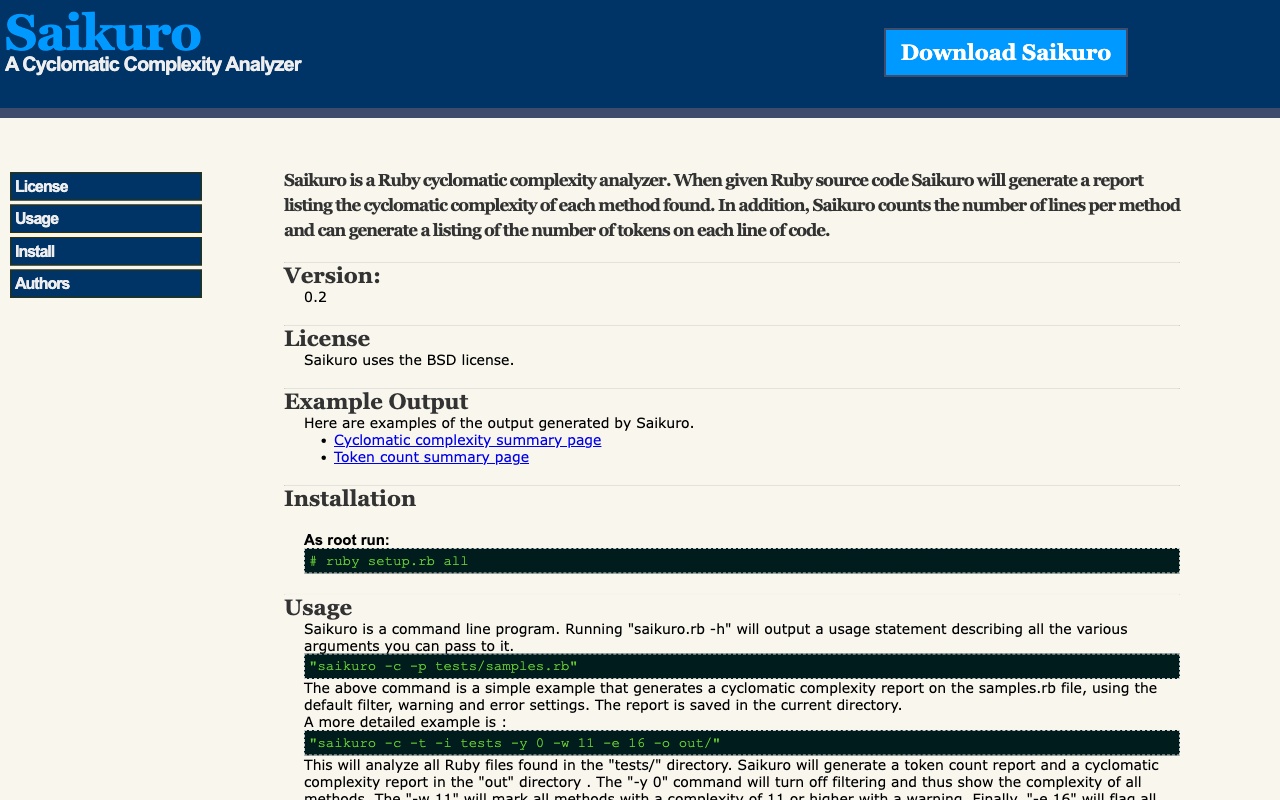 Saikuro
A Cyclomatic Complexity Analyzer
Download Saikuro
License
Usage
Install
Authors
Saikuro is a Ruby cyclomatic complexity analyzer. When given Ruby source code Saikuro will generate a report
listing the cyclomatic complexity of each method found. In addition, Saikuro counts the number of lines per method
and can generate a listing of the number of tokens on each line of code.
Version:
0.2
License
Saikuro uses the BSD license.
Example Output
Here are examples of the output generated by Saikuro.
• Cyclomatic complexity summary page
• Token count summary page
Installation
As root run:
# ruby setup.rb all
Usage
Saikuro is a command line program. Running "saikuro.rb -h" will output a usage statement describing all the various
arguments you can pass to it.
"saikuro -c -p tests/samples.rb"
The above command is a simple example that generates a cyclomatic complexity report on the samples.rb file, using the
default filter, warning and error settings. The report is saved in the current directory.
A more detailed example is :
"saikuro -c -t -i tests -y 0 -w 11 -e 16 -o out/"
This will analyze all Ruby files found in the "tests/" directory. Saikuro will generate a token count report and a cyclomatic
complexity report in the "out" directory . The "-y 0" command will turn off filtering and thus show the complexity of all
methods. The "-w 11" will mark all methods with a complexity of 11 or higher with a warning. Finally, "-e 16" will flag all